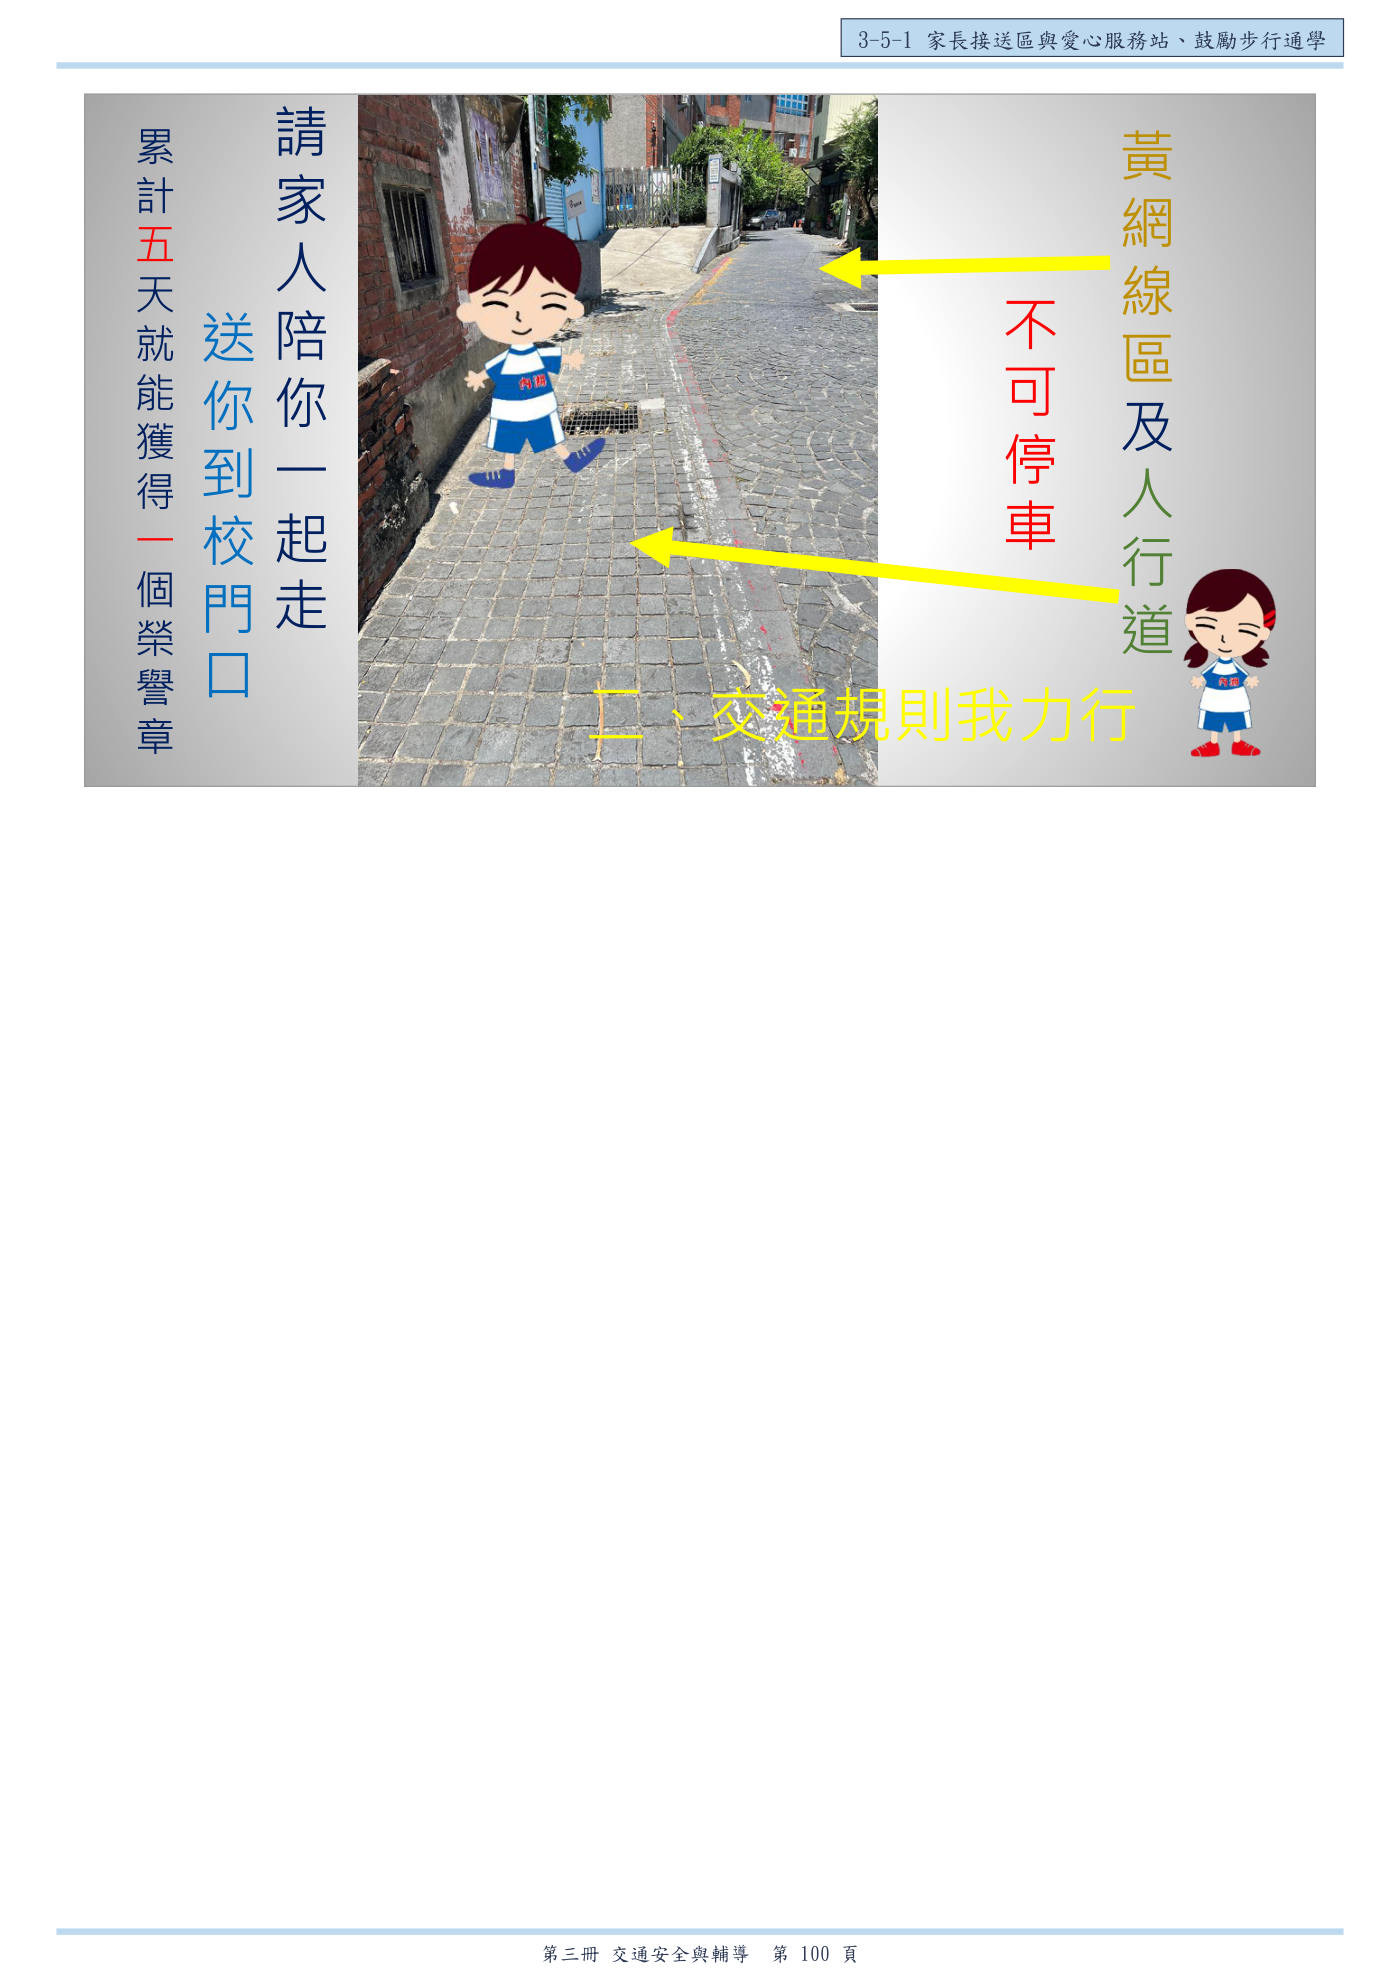 3-5-1 家長接送區與愛心服務站、鼓勵步行通學
黃網線區及人行道
不可停車
請家人陪你一起走
送你到校門口
累計五天就能獲得一個榮譽章
內湖
內湖
二、交通規則我力行
第三冊 交通安全與輔導 第 100 頁